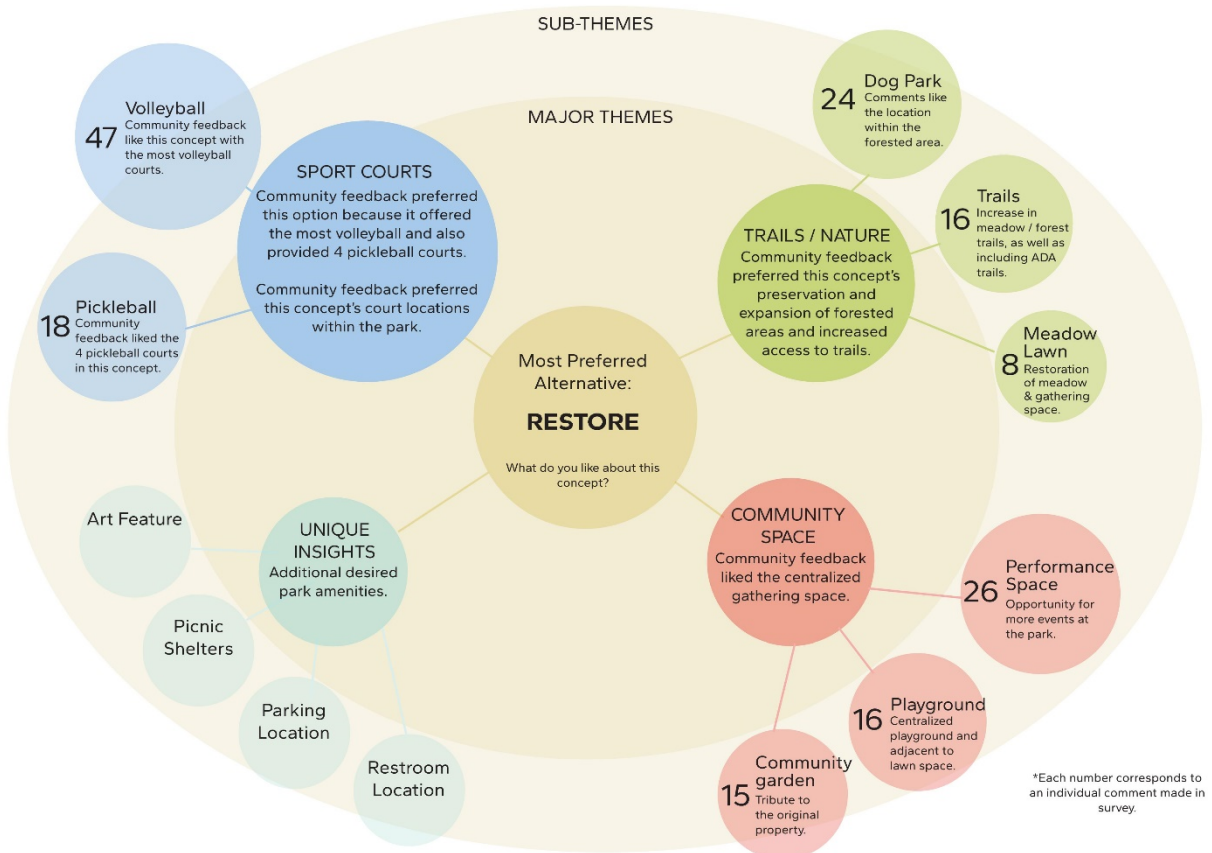 SUB-THEMES
MAJOR THEMES
47
Volleyball
Community feedback
like this concept with
the most volleyball
courts.
18
Pickleball
Community
feedback liked the
4 pickleball courts
in this concept.
SPORT COURTS
Community feedback preferred
this option because it offered
the most volleyball and also
provided 4 pickleball courts.
Community feedback preferred
this concept's court locations
within the park.
24
Dog Park
Comments like
the location
within the
forested area.
16
Trails
Increase in
meadow / forest
trails, as well as
including ADA
trails.
8
Meadow
Lawn
Restoration
of meadow
& gathering
space.
TRAILS / NATURE
Community feedback
preferred this concept's
preservation and
expansion of forested
areas and increased
access to trails.
Most Preferred
Alternative:
RESTORE
What do you like about this
concept?
UNIQUE
INSIGHTS
Additional desired
park amenities.
Art Feature
Picnic
Shelters
Parking
Location
Restroom
Location
COMMUNITY
SPACE
Community feedback
liked the centralized
gathering space.
26
Performance
Space
Opportunity for
more events at
the park.
16
Playground
Centralized
playground and
adjacent to
lawn space.
15
Community
garden
Tribute to
the original
property.
*Each number corresponds to
an individual comment made in
survey.